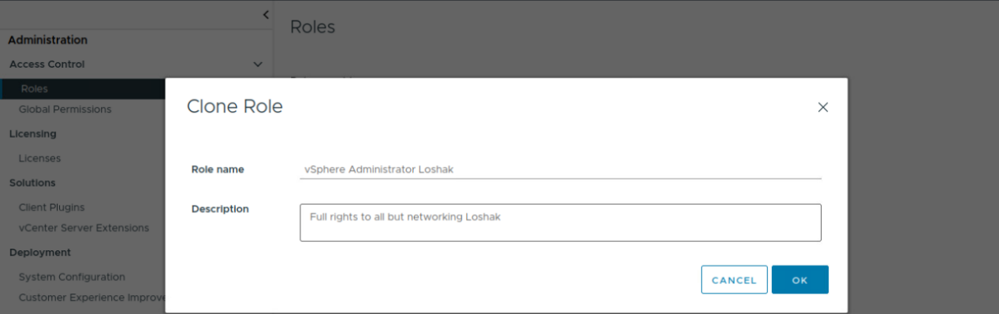 Roles
Administration
Access Control
Roles
Global Permissions
Licensing
Licenses
Solutions
Client Plugins
vCenter Server Extensions
Deployment
System Configuration
Customer Experience Improve
Clone Role
Role name vSphere Administrator Loshak
Description Full rights to all but networking Loshak
CANCEL OK